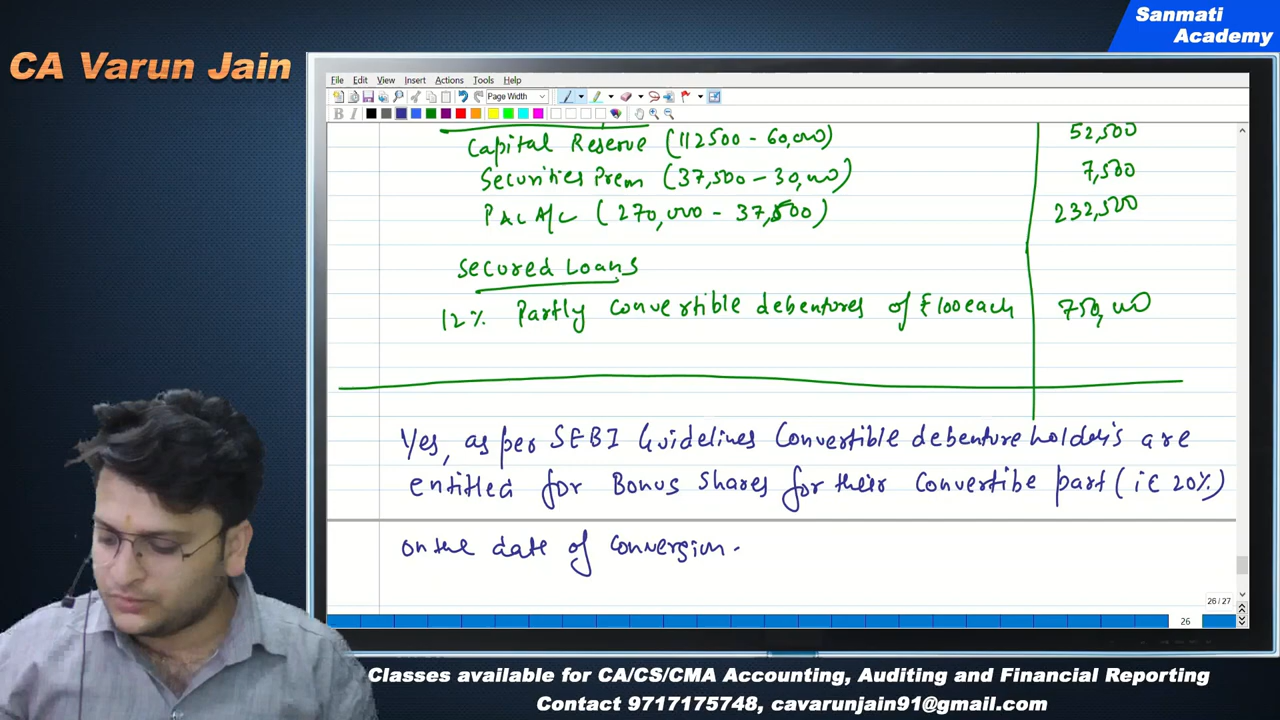 Sanmati
Academy
CA Varun Jain
File Edit View Insert Actions Tools Help
Page Width
B I
Capital Reserve (112500 - 60,000) 52,500
Securities Prem (37,500 - 30,000) 7,500
P&L A/C (270,000 - 37,500) 232,500
Secured Loans
12% Partly Convertible debentures of ₹100 each 750,000
Yes, as per SEBI Guidelines Convertible debenture holders are
entitled for Bonus Shares for their Convertibe part (ie 20%)
on the date of conversion.
26/27
26
Classes available for CA/CS/CMA Accounting, Auditing and Financial Reporting
Contact 9717175748, cavarunjain91@gmail.com